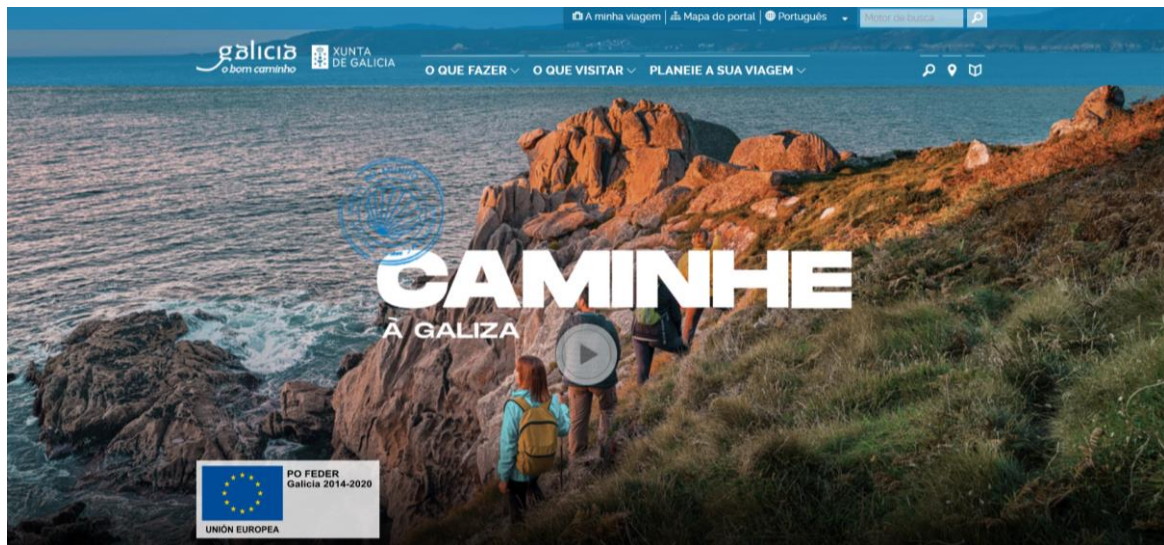 A minha viagem | Mapa do portal | Português
Motor de busca
galicia
o bom caminho
XUNTA
DE GALICIA
O QUE FAZER
O QUE VISITAR
PLANEIE A SUA VIAGEM
CAMINHE
À GALIZA
PO FEDER
Galicia 2014-2020
UNIÓN EUROPEA